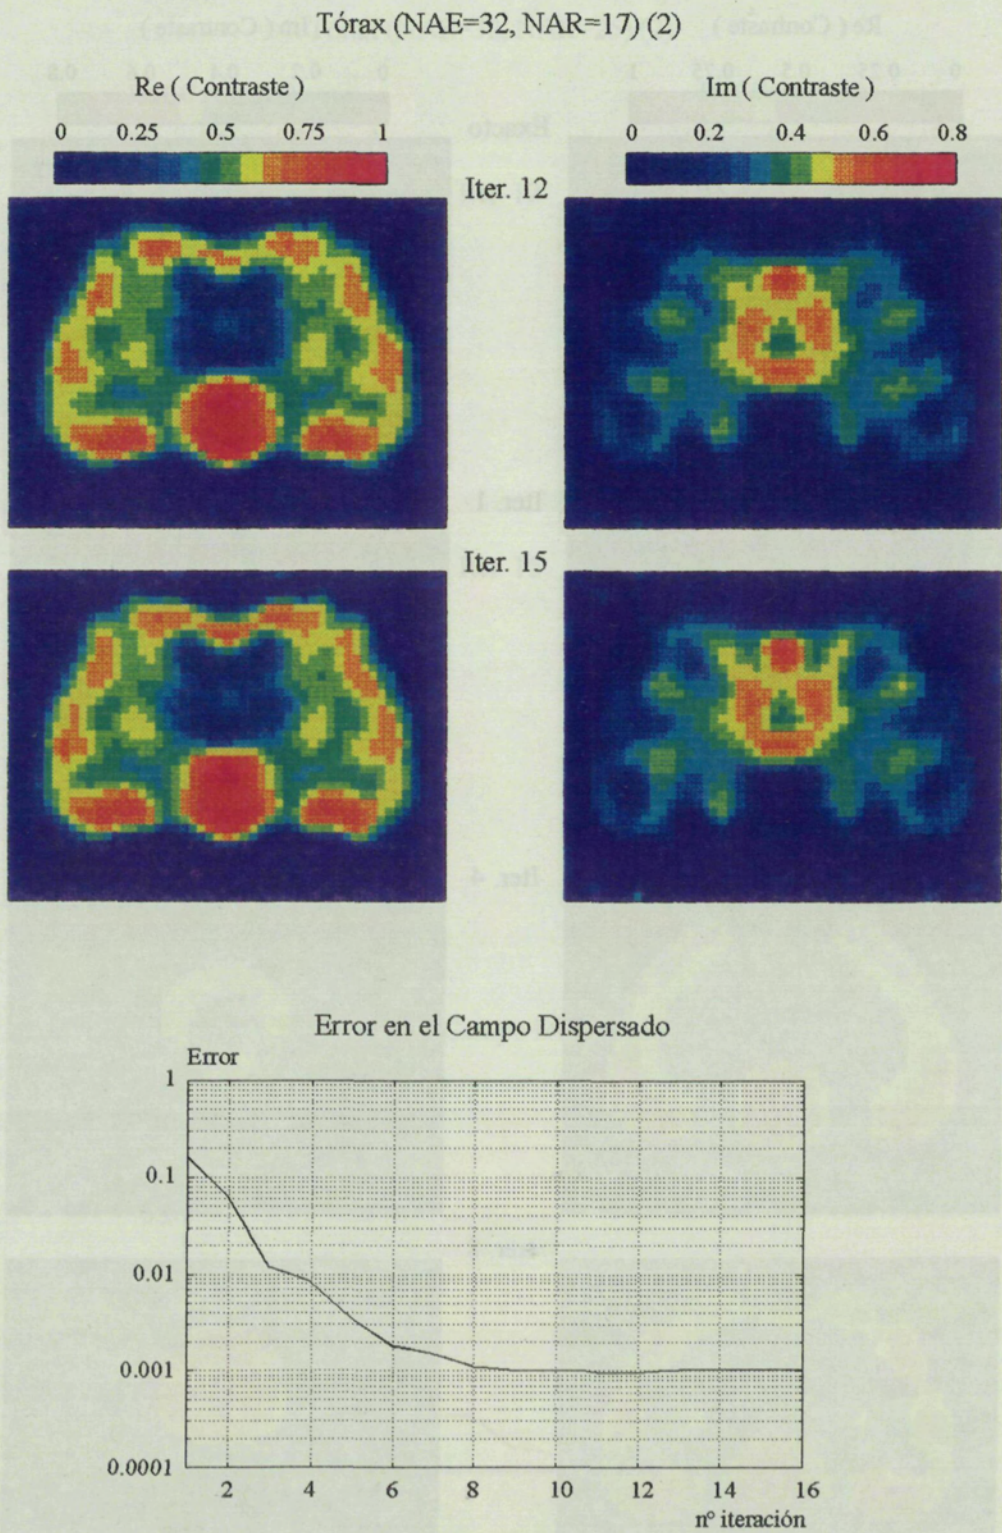 Tórax (NAE=32, NAR=17) (2)
Re ( Contraste )
Im ( Contraste )
0 0.25 0.5 0.75 1
0 0.2 0.4 0.6 0.8
Iter. 12
Iter. 15
Error en el Campo Dispersado
Error
1
0.1
0.01
0.001
0.0001
2 4 6 8 10 12 14 16
nº iteración